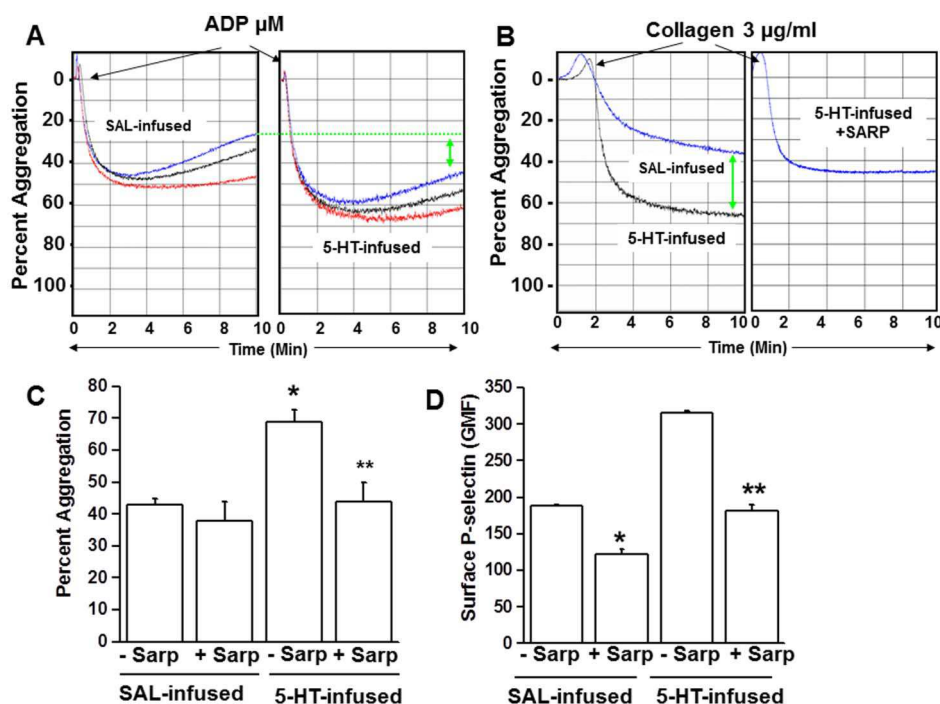 A
ADP µM
Percent Aggregation
0
20
40
60
80
100
SAL-infused
5-HT-infused
0 2 4 6 8 10 0 2 4 6 8 10
Time (Min)
B
Collagen 3 µg/ml
Percent Aggregation
0 -
20 -
40 -
60 -
80 -
100 -
SAL-infused
5-HT-infused
5-HT-infused
+SARP
0 2 4 6 8 10 0 2 4 6 8 10
Time (Min)
C
Percent Aggregation
80
70
60
50
40
30
20
10
0
*
**
- Sarp + Sarp - Sarp + Sarp
SAL-infused 5-HT-infused
D
Surface P-selectin (GMF)
350
300
250
200
150
100
50
0
*
**
- Sarp + Sarp - Sarp + Sarp
SAL-infused 5-HT-infused